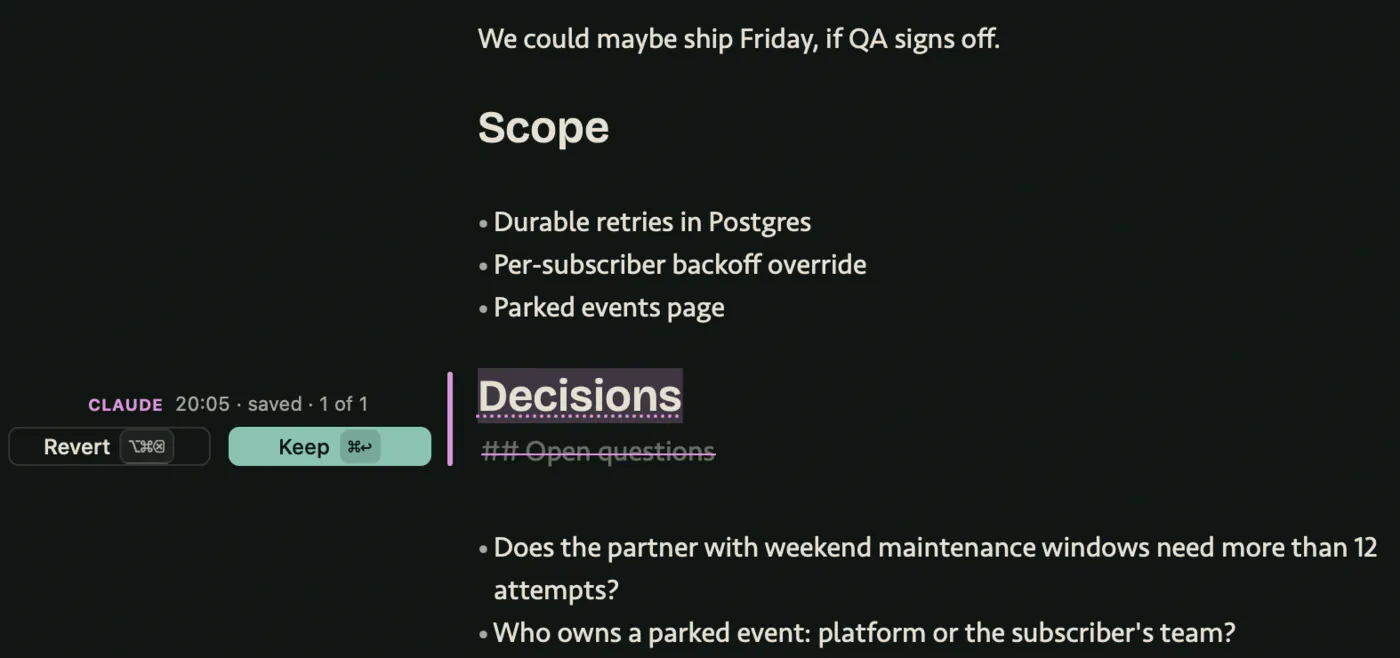 We could maybe ship Friday, if QA signs off.
Scope
• Durable retries in Postgres
• Per-subscriber backoff override
• Parked events page
Decisions
CLAUDE 20:05 · saved · 1 of 1
Revert ⌥⌘⌫ Keep ⌘↩
## Open questions
• Does the partner with weekend maintenance windows need more than 12
attempts?
• Who owns a parked event: platform or the subscriber's team?